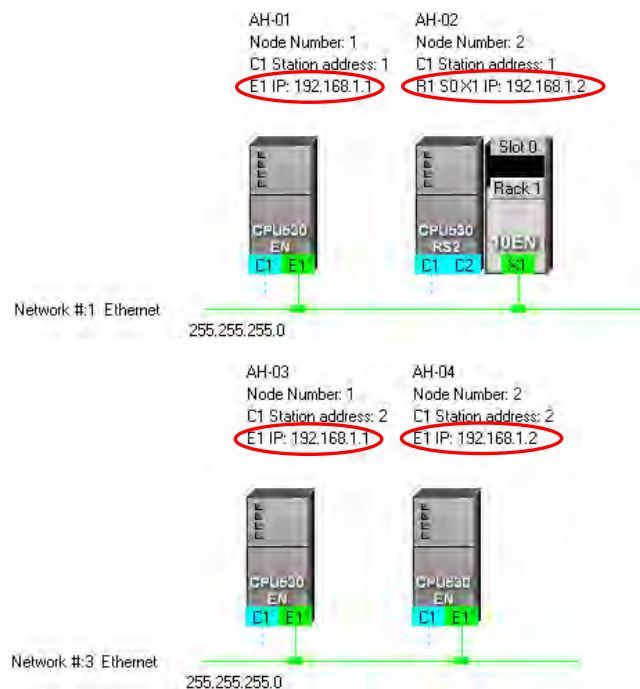 AH-01 AH-02
Node Number: 1 Node Number: 2
C1 Station address: 1 C1 Station address: 1
E1 IP: 192.168.1.1 R1 S0 X1 IP: 192.168.1.2
Slot 0
Rack 1
CPU530 CPU530 10EN
EN RS2
C1 E1 C1 C2 X1
Network #:1 Ethernet
255.255.255.0
AH-03 AH-04
Node Number: 1 Node Number: 2
C1 Station address: 2 C1 Station address: 2
E1 IP: 192.168.1.1 E1 IP: 192.168.1.2
CPU530 CPU530
EN EN
C1 E1 C1 E1
Network #:3 Ethernet
255.255.255.0